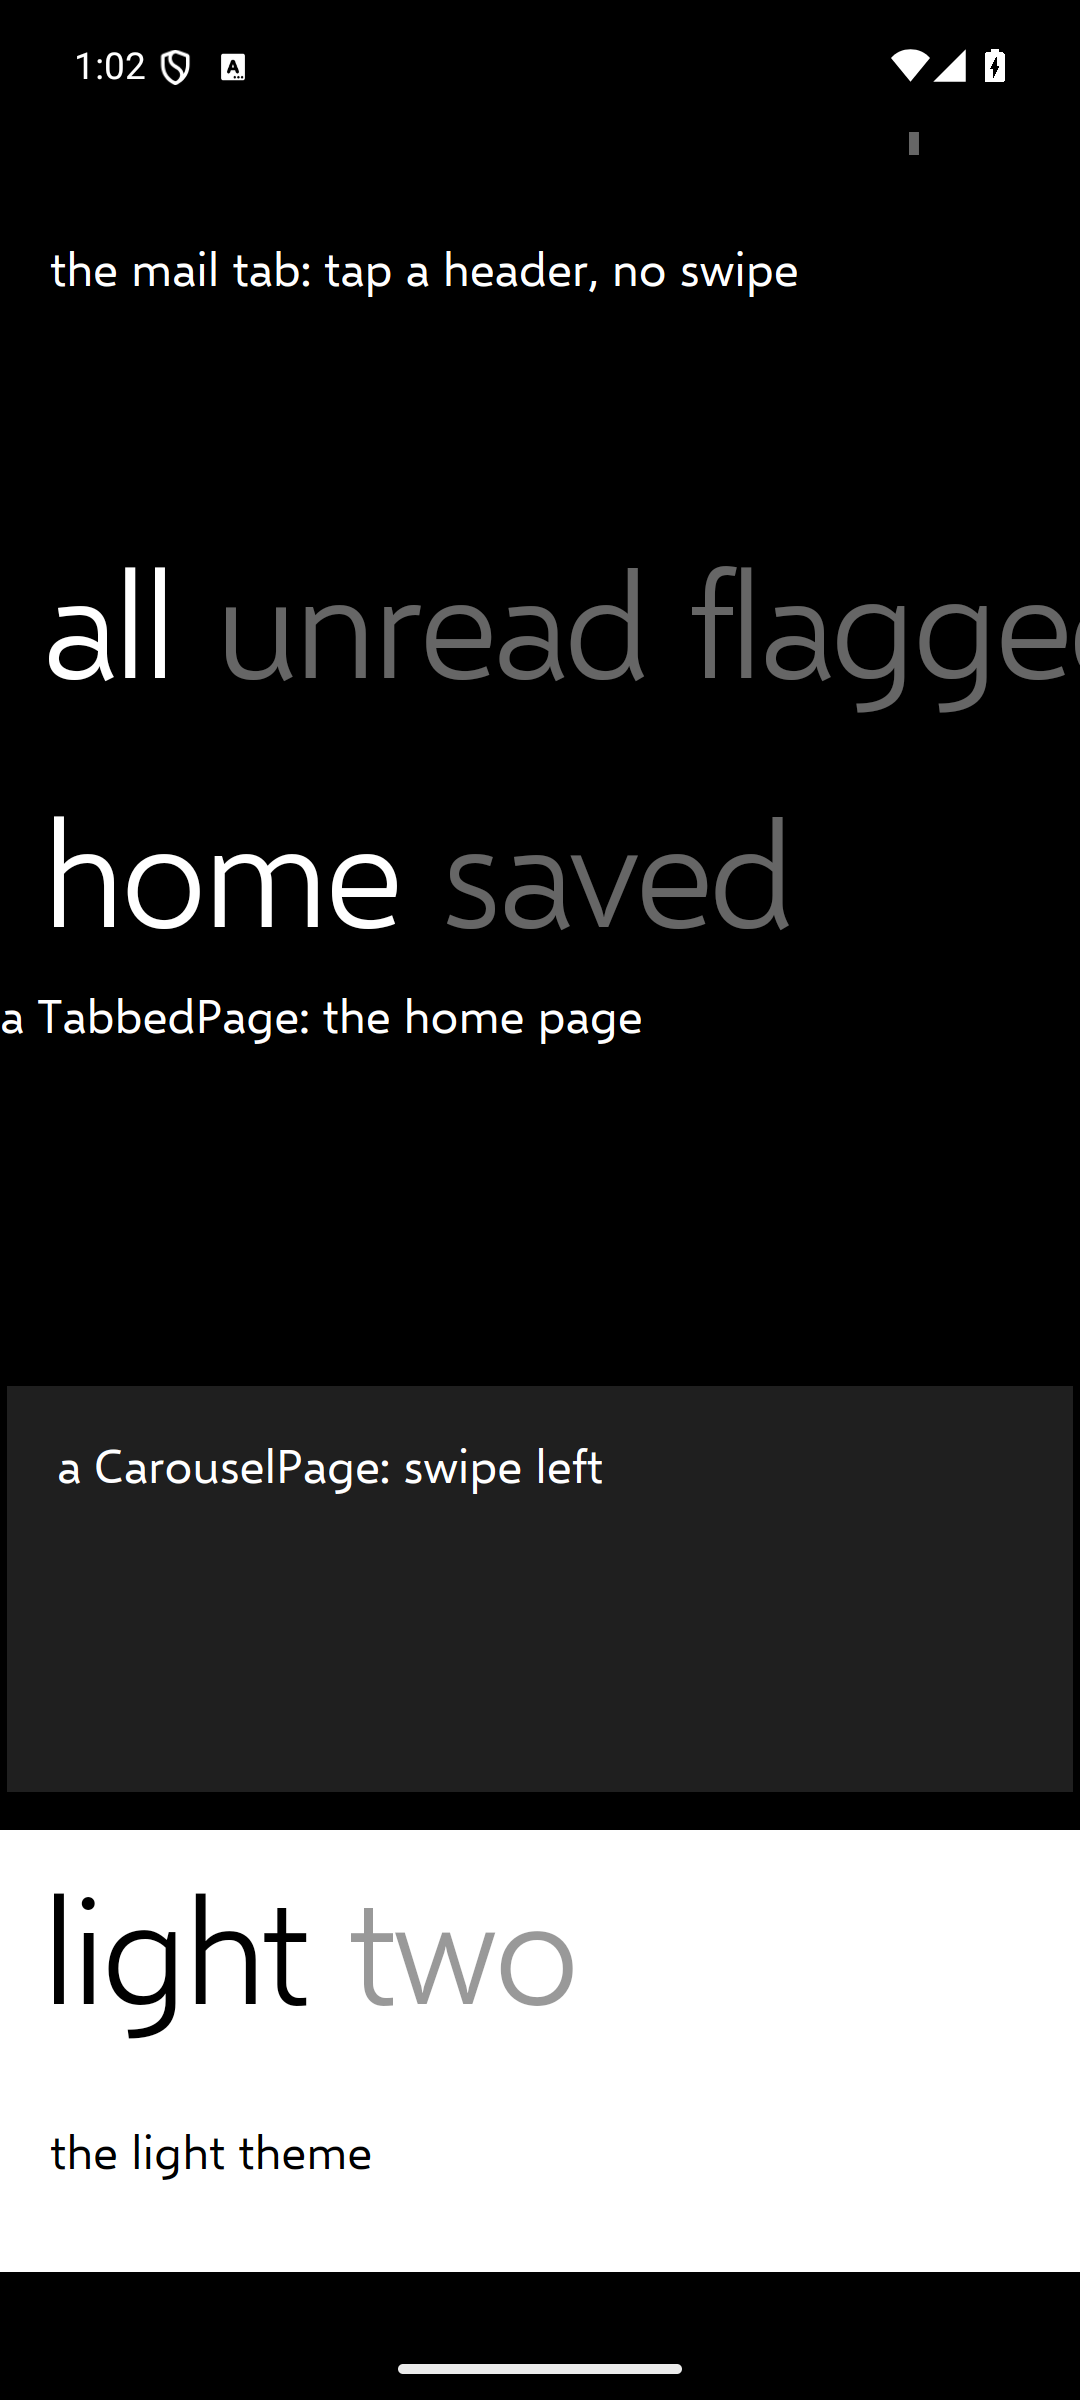 1:02
the mail tab: tap a header, no swipe
all unread flagged
home saved
a TabbedPage: the home page
a CarouselPage: swipe left
light two
the light theme